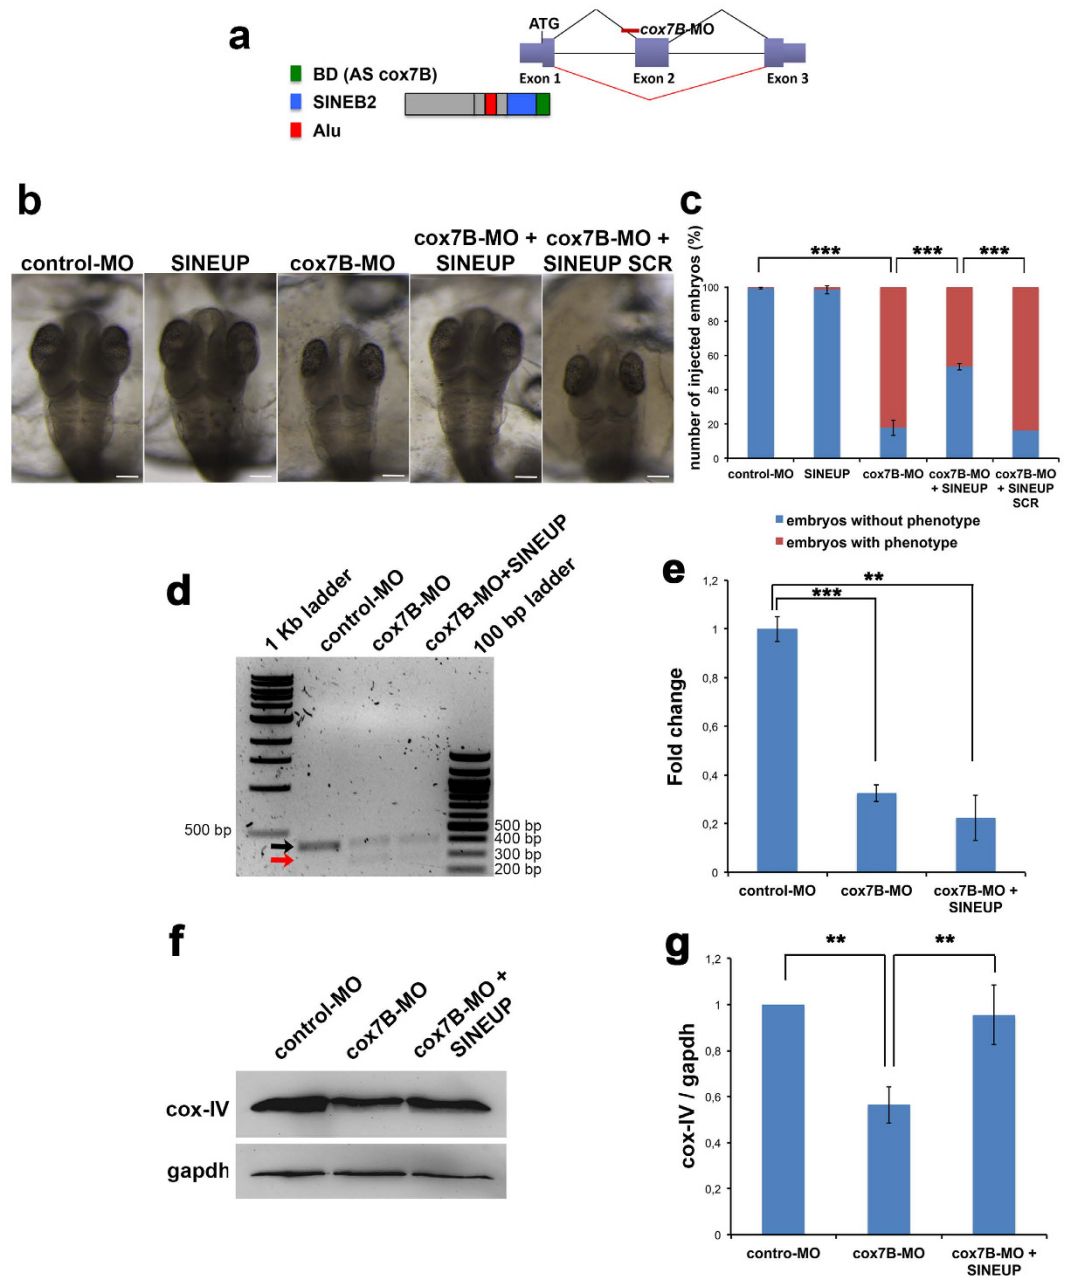 a
ATG
cox7B-MO
Exon 1
Exon 2
Exon 3
BD (AS cox7B)
SINEB2
Alu
b
control-MO
SINEUP
cox7B-MO
cox7B-MO +
SINEUP
cox7B-MO +
SINEUP SCR
c
number of injected embryos (%)
100
80
60
40
20
0
***
***
***
control-MO
SINEUP
cox7B-MO
cox7B-MO
+ SINEUP
cox7B-MO
+ SINEUP
SCR
embryos without phenotype
embryos with phenotype
d
1 Kb ladder
control-MO
cox7B-MO
cox7B-MO+SINEUP
100 bp ladder
500 bp
500 bp
400 bp
300 bp
200 bp
e
Fold change
1,2
1
0,8
0,6
0,4
0,2
0
**
***
control-MO
cox7B-MO
cox7B-MO +
SINEUP
f
control-MO
cox7B-MO
cox7B-MO +
SINEUP
cox-IV
gapdh
g
cox-IV / gapdh
1,2
1
0,8
0,6
0,4
0,2
0
**
**
contro-MO
cox7B-MO
cox7B-MO +
SINEUP